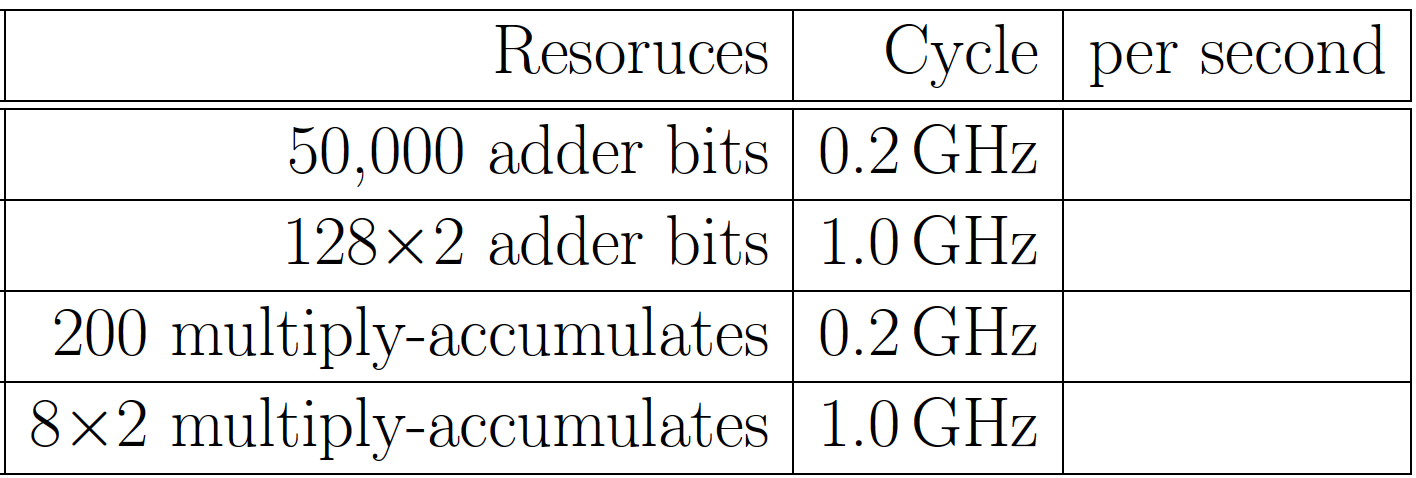 Resoruces Cycle per second
50,000 adder bits 0.2 GHz
128×2 adder bits 1.0 GHz
200 multiply-accumulates 0.2 GHz
8×2 multiply-accumulates 1.0 GHz